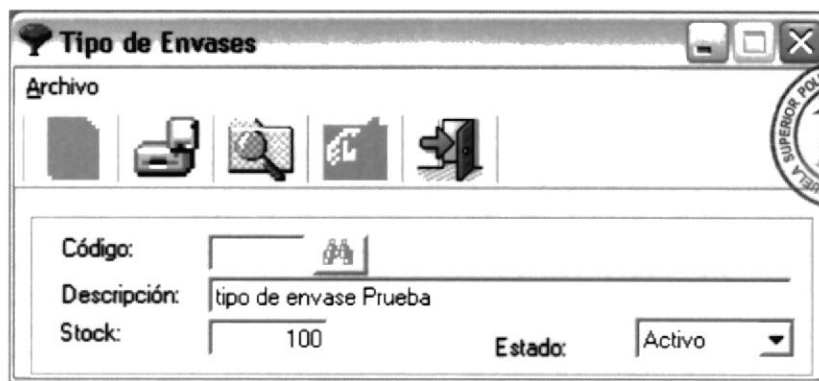 Tipo de Envases
Archivo
Código:
Descripción: tipo de envase Prueba
Stock: 100
Estado: Activo